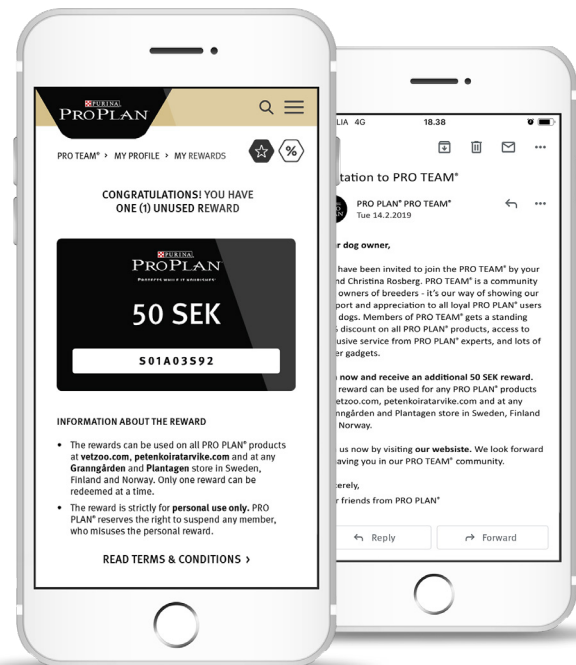 PURINA
PRO PLAN
PRO TEAM® > MY PROFILE > MY REWARDS
%
CONGRATULATIONS! YOU HAVE
ONE (1) UNUSED REWARD
PURINA
PRO PLAN
PROTECTS WHILE IT NOURISHES®
50 SEK
S01A03S92
INFORMATION ABOUT THE REWARD
• The rewards can be used on all PRO PLAN® products
at vetzoo.com, petenkoiratarvike.com and at any
Granngården and Plantagen store in Sweden,
Finland and Norway. Only one reward can be
redeemed at a time.
• The reward is strictly for personal use only. PRO
PLAN® reserves the right to suspend any member,
who misuses the personal reward.
READ TERMS & CONDITIONS >
LIA 4G 18.38
tation to PRO TEAM®
PRO PLAN® PRO TEAM®
Tue 14.2.2019
r dog owner,
have been invited to join the PRO TEAM® by your
nd Christina Rosberg. PRO TEAM® is a community
owners of breeders - it's our way of showing our
port and appreciation to all loyal PRO PLAN® users
dogs. Members of PRO TEAM® gets a standing
discount on all PRO PLAN® products, access to
usive service from PRO PLAN® experts, and lots of
er gadgets.
now and receive an additional 50 SEK reward.
reward can be used for any PRO PLAN® products
etzoo.com, petenkoiratarvike.com and at any
nngården and Plantagen store in Sweden, Finland
Norway.
us now by visiting our websiste. We look forward
aving you in our PRO TEAM® community.
erely,
r friends from PRO PLAN®
Reply
Forward